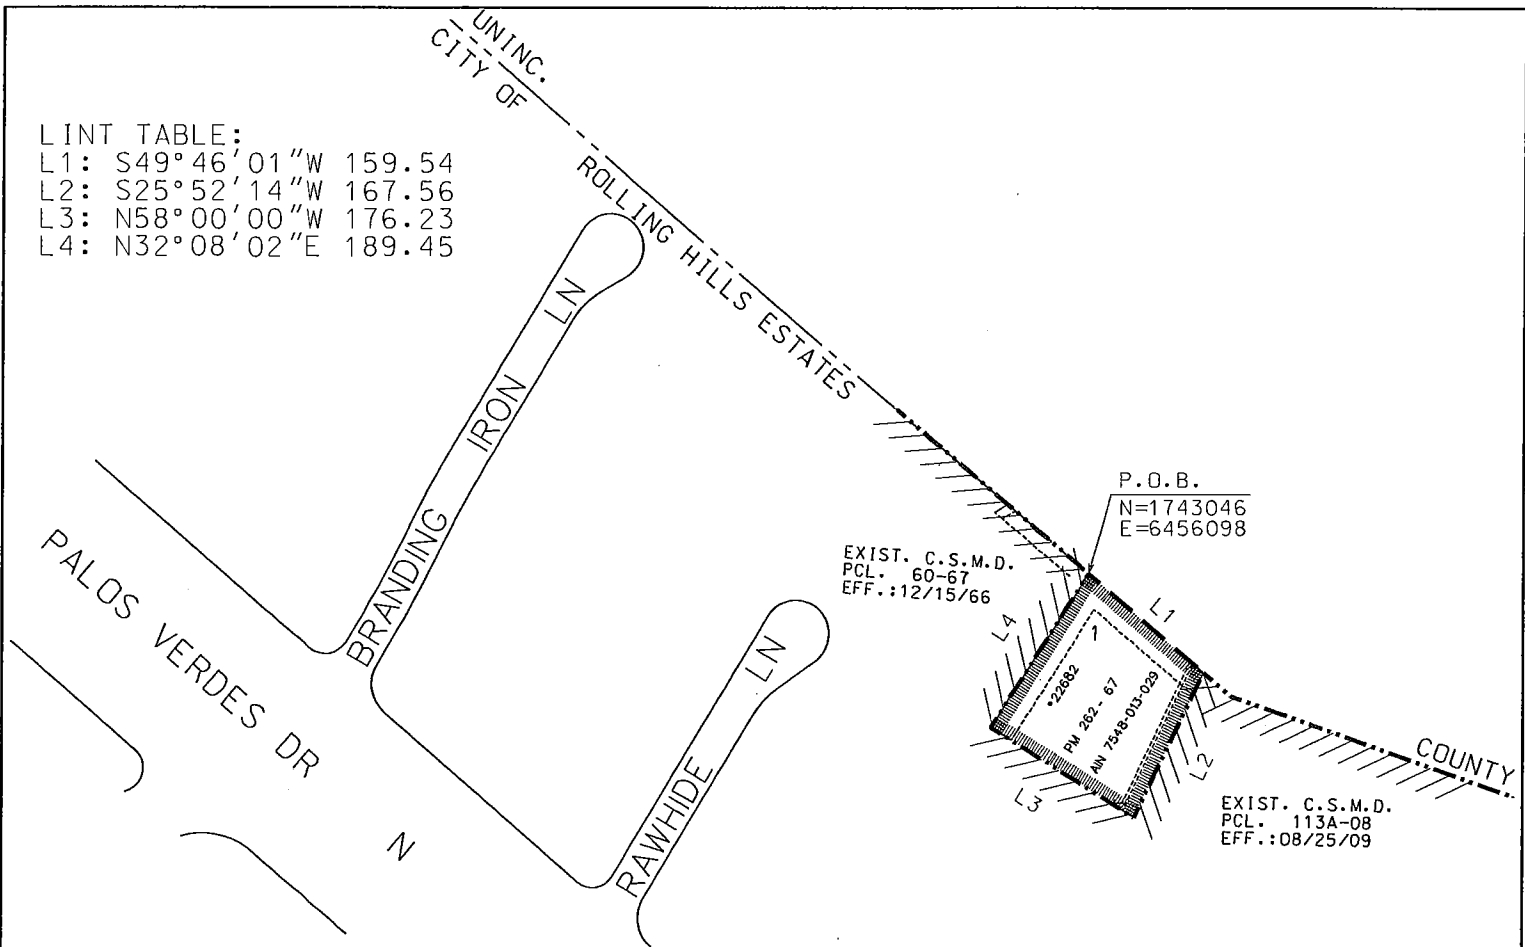 UNINC.
CITY OF
ROLLING HILLS ESTATES
LINT TABLE:
L1: S49°46'01"W 159.54
L2: S25°52'14"W 167.56
L3: N58°00'00"W 176.23
L4: N32°08'02"E 189.45
BRANDING IRON LN
PALOS VERDES DR N
RAWHIDE LN
P.O.B.
N=1743046
E=6456098
EXIST. C.S.M.D.
PCL. 60-67
EFF.:12/15/66
L1
L4
1
•22682
PM 262 - 67
AIN 7548-013-029
L2
L3
COUNTY
EXIST. C.S.M.D.
PCL. 113A-08
EFF.:08/25/09